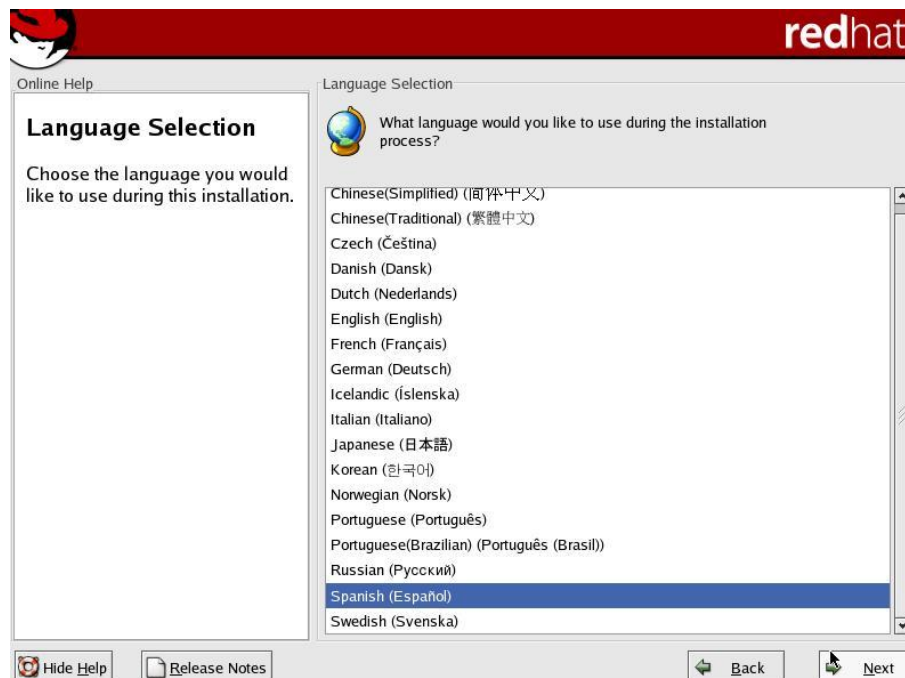 redhat
Online Help
Language Selection
Choose the language you would
like to use during this installation.
Language Selection
What language would you like to use during the installation
process?
Chinese(Simplified) (简体中文)
Chinese(Traditional) (繁體中文)
Czech (Čeština)
Danish (Dansk)
Dutch (Nederlands)
English (English)
French (Français)
German (Deutsch)
Icelandic (Íslenska)
Italian (Italiano)
Japanese (日本語)
Korean (한국어)
Norwegian (Norsk)
Portuguese (Português)
Portuguese(Brazilian) (Português (Brasil))
Russian (Русский)
Spanish (Español)
Swedish (Svenska)
Hide Help
Release Notes
Back
Next